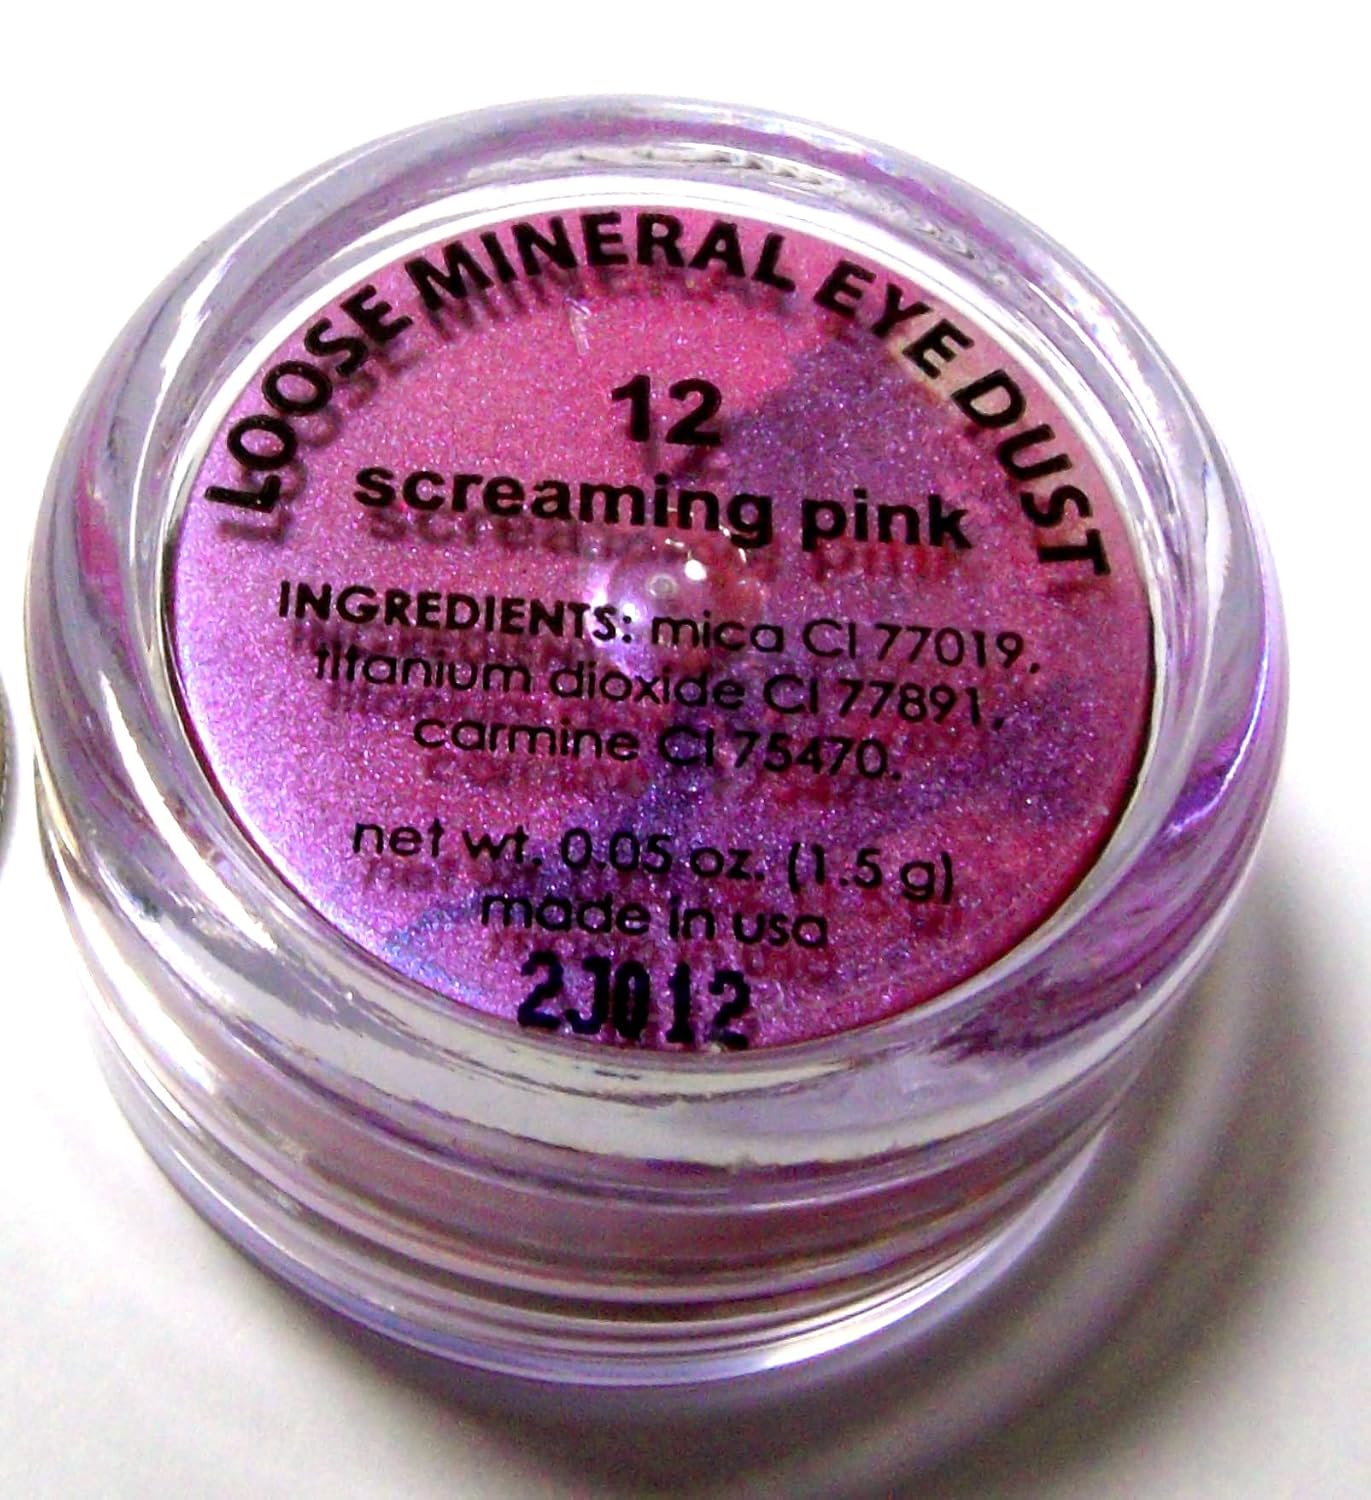 LOOSE MINERAL EYE DUST
12
screaming pink
INGREDIENTS: mica CI 77019,
titanium dioxide CI 77891,
carmine CI 75470.
net wt. 0.05 oz. (1.5 g)
made in usa
2J012